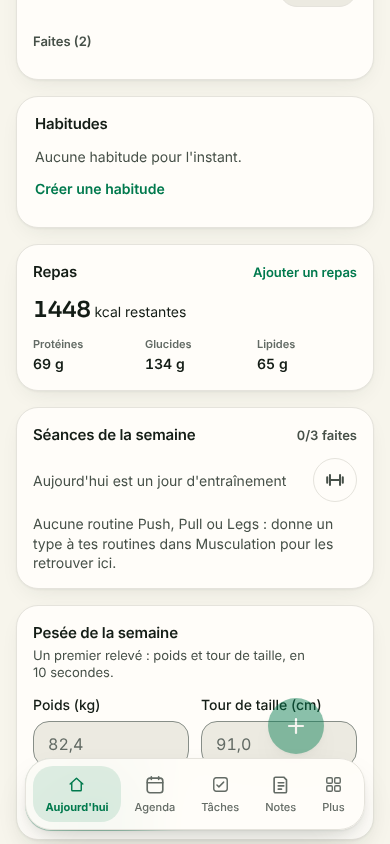 Faites (2)
Habitudes
Aucune habitude pour l'instant.
Créer une habitude
Repas
Ajouter un repas
1448 kcal restantes
Protéines Glucides Lipides
69 g 134 g 65 g
Séances de la semaine
0/3 faites
Aujourd'hui est un jour d'entraînement
Aucune routine Push, Pull ou Legs : donne un
type à tes routines dans Musculation pour les
retrouver ici.
Pesée de la semaine
Un premier relevé : poids et tour de taille, en
10 secondes.
Poids (kg) Tour de taille (cm)
82,4 91,0
Aujourd'hui Agenda Tâches Notes Plus